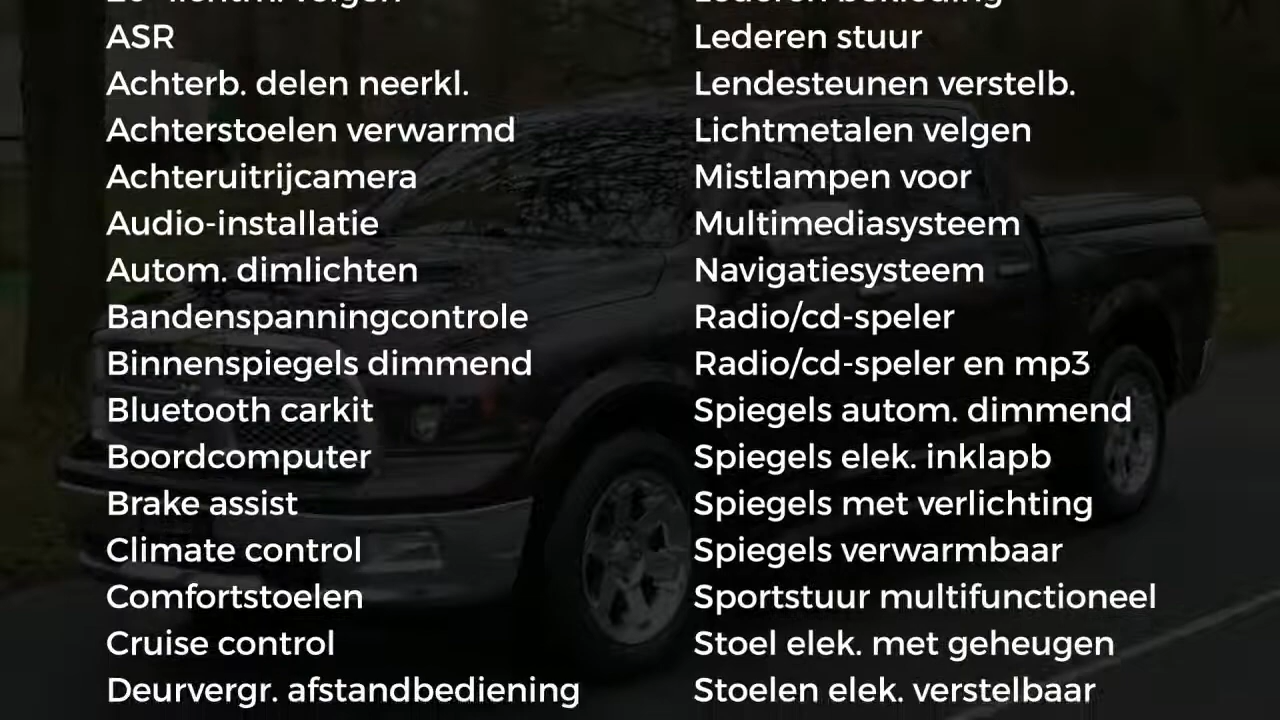 ASR
Achterb. delen neerkl.
Achterstoelen verwarmd
Achteruitrijcamera
Audio-installatie
Autom. dimlichten
Bandenspanningcontrole
Binnenspiegels dimmend
Bluetooth carkit
Boordcomputer
Brake assist
Climate control
Comfortstoelen
Cruise control
Deurvergr. afstandbediening
Lederen stuur
Lendesteunen verstelb.
Lichtmetalen velgen
Mistlampen voor
Multimediasysteem
Navigatiesysteem
Radio/cd-speler
Radio/cd-speler en mp3
Spiegels autom. dimmend
Spiegels elek. inklapb
Spiegels met verlichting
Spiegels verwarmbaar
Sportstuur multifunctioneel
Stoel elek. met geheugen
Stoelen elek. verstelbaar